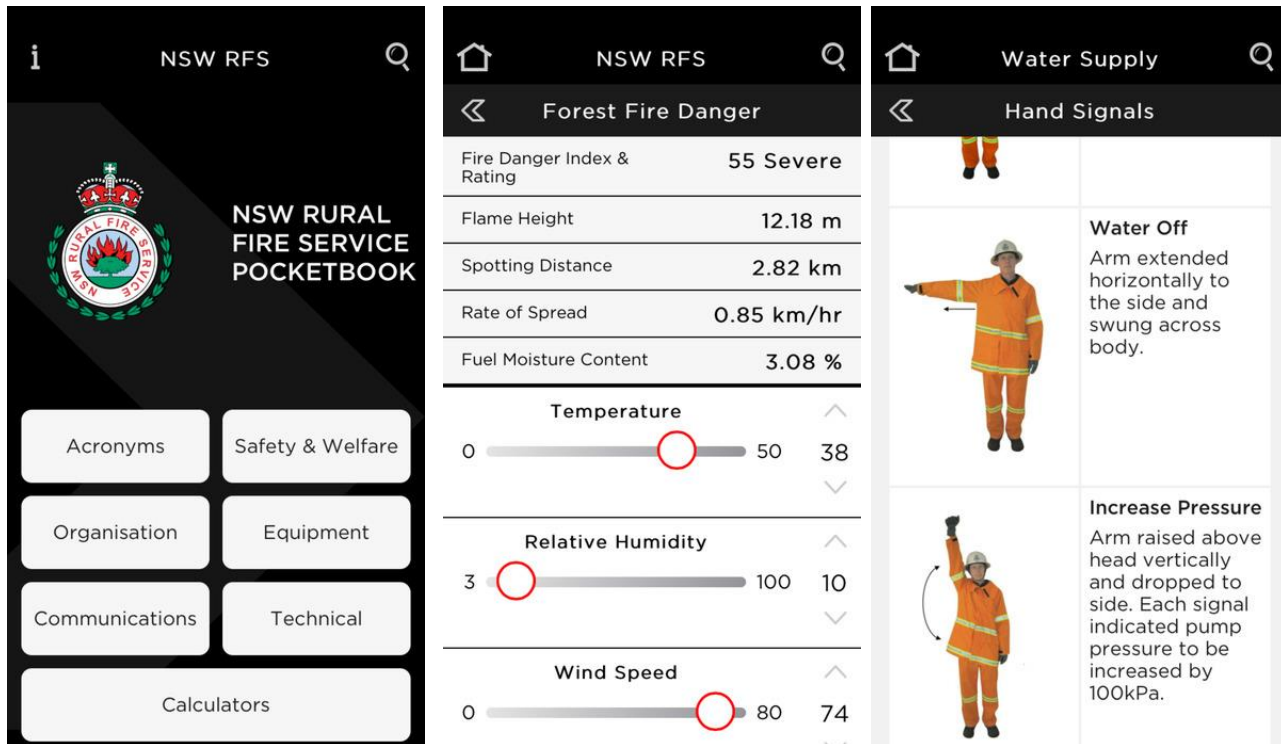 i
NSW RFS
NSW RURAL FIRE SERVICE
NSW RURAL
FIRE SERVICE
POCKETBOOK
Acronyms
Safety & Welfare
Organisation
Equipment
Communications
Technical
Calculators
NSW RFS
Forest Fire Danger
Fire Danger Index &
Rating
55 Severe
Flame Height
12.18 m
Spotting Distance
2.82 km
Rate of Spread
0.85 km/hr
Fuel Moisture Content
3.08 %
Temperature
0
50
38
Relative Humidity
3
100
10
Wind Speed
0
80
74
Water Supply
Hand Signals
Water Off
Arm extended
horizontally to
the side and
swung across
body.
Increase Pressure
Arm raised above
head vertically
and dropped to
side. Each signal
indicated pump
pressure to be
increased by
100kPa.